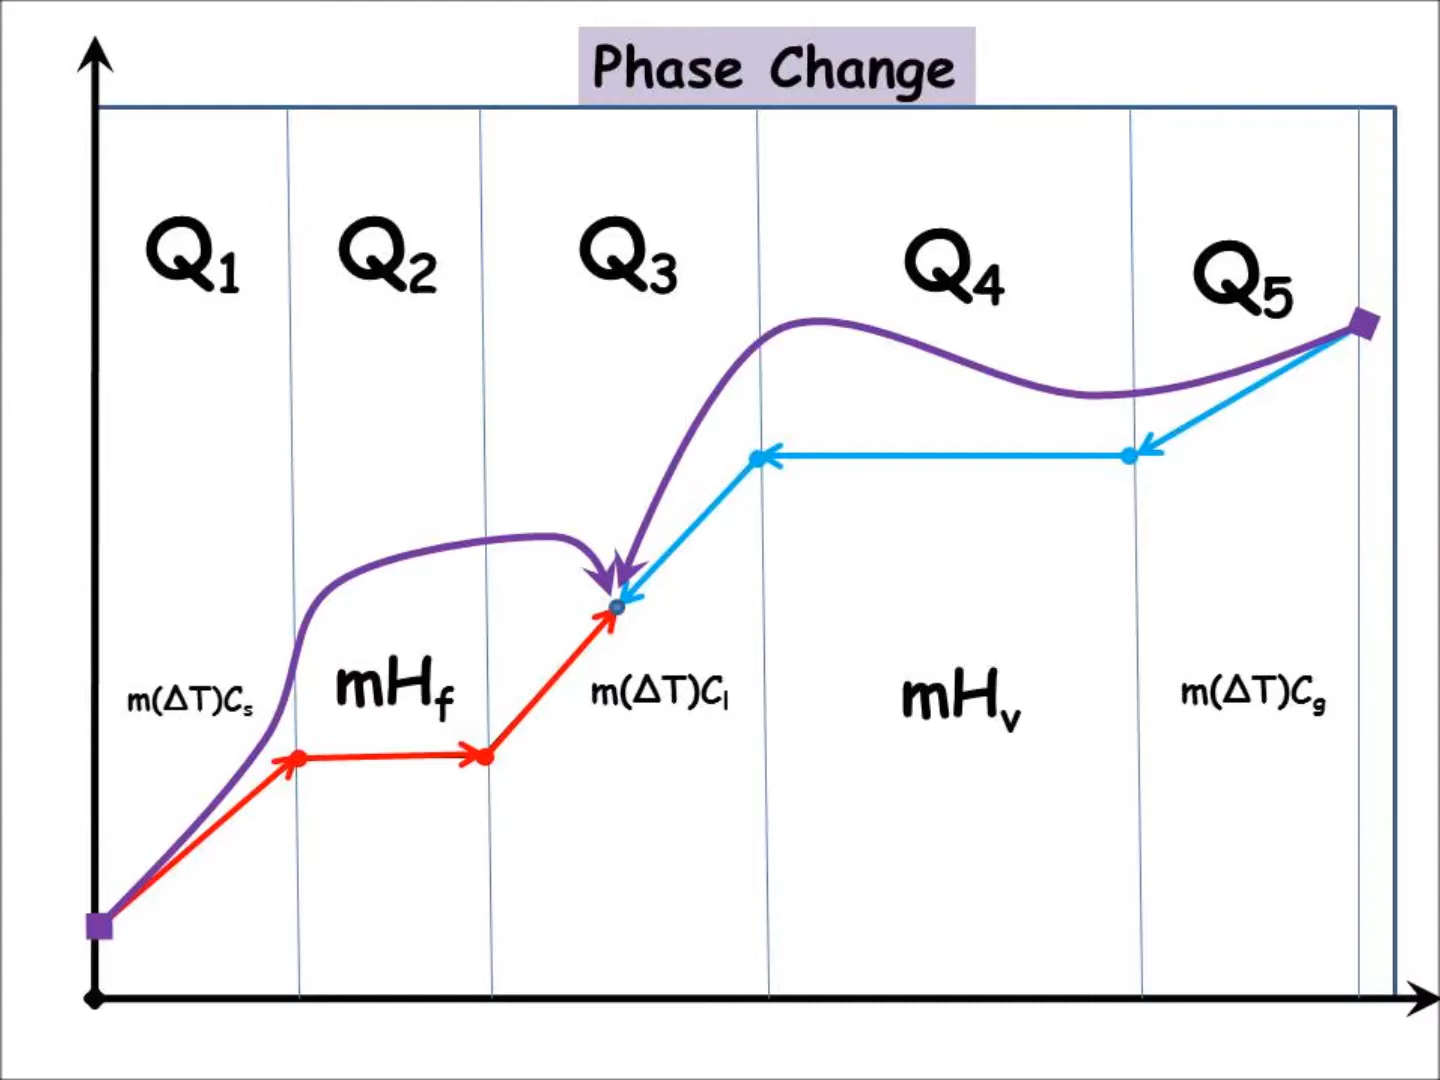 Phase Change
Q1 Q2 Q3 Q4 Q5
m(ΔT)Cs mHf m(ΔT)Cl mHv m(ΔT)Cg